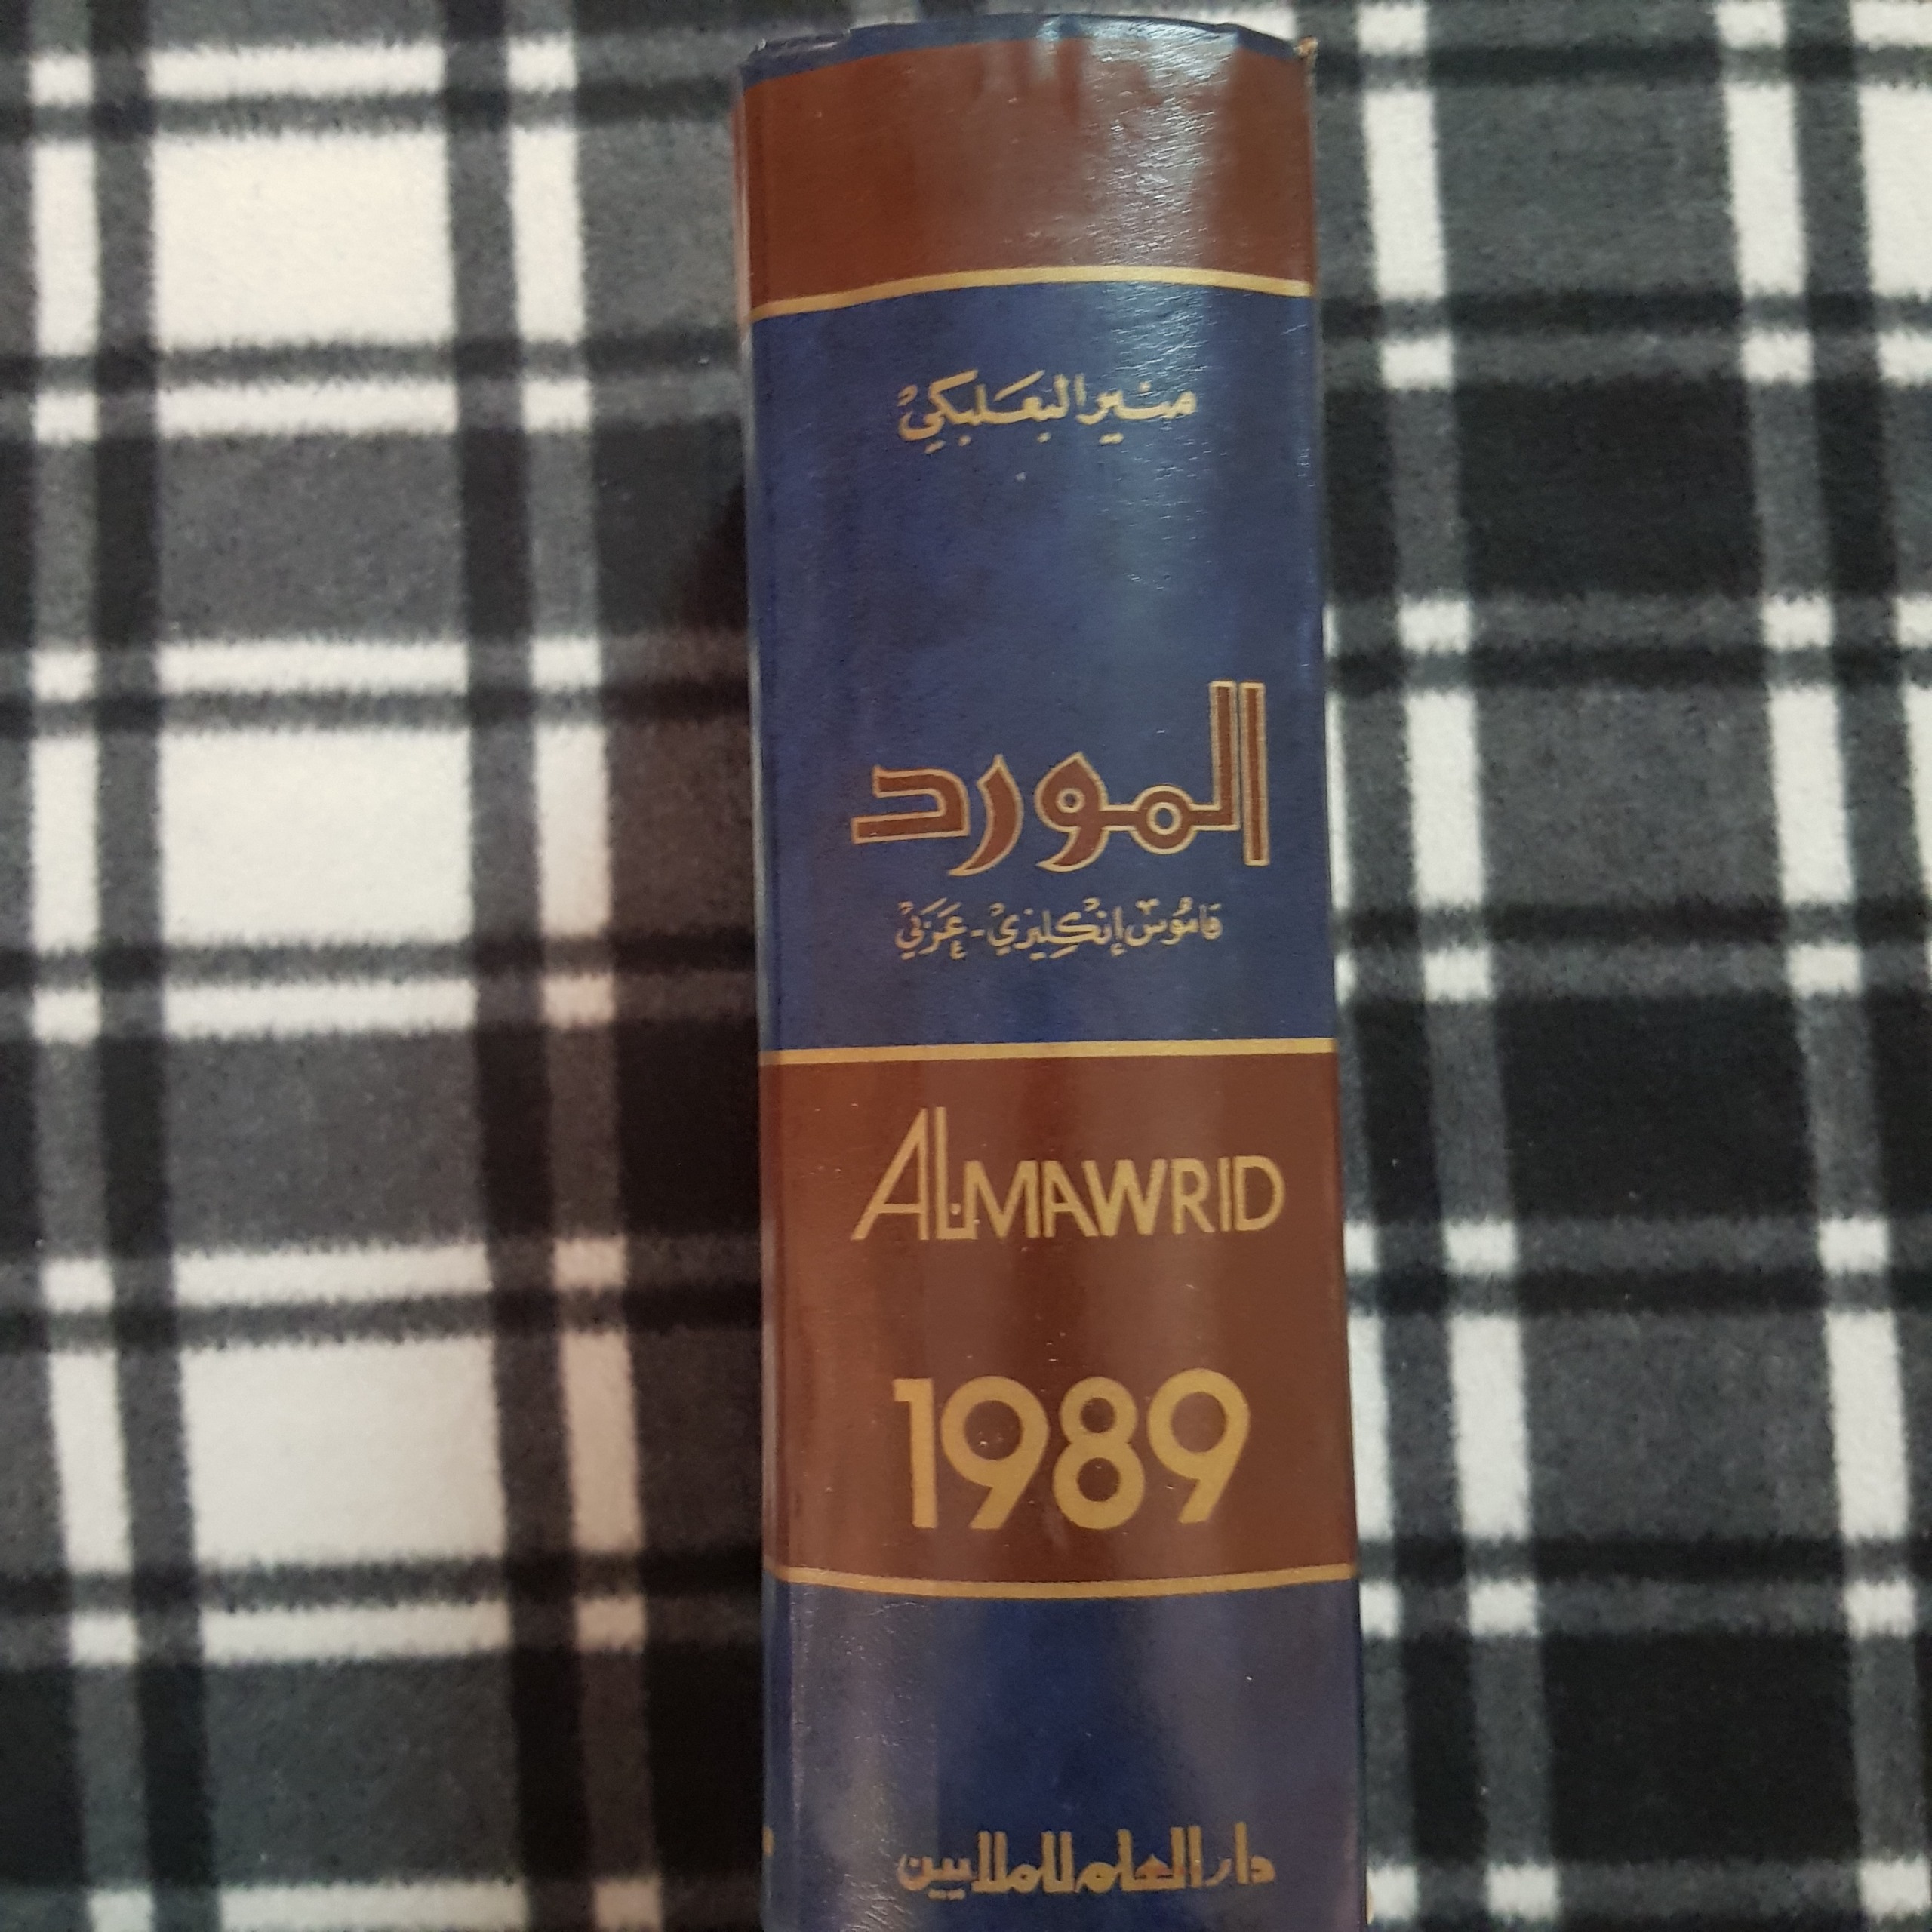 منير البعلبكي
المورد
قاموس إنكليزي - عربي
AL-MAWRID
1989
دار العلم للملايين